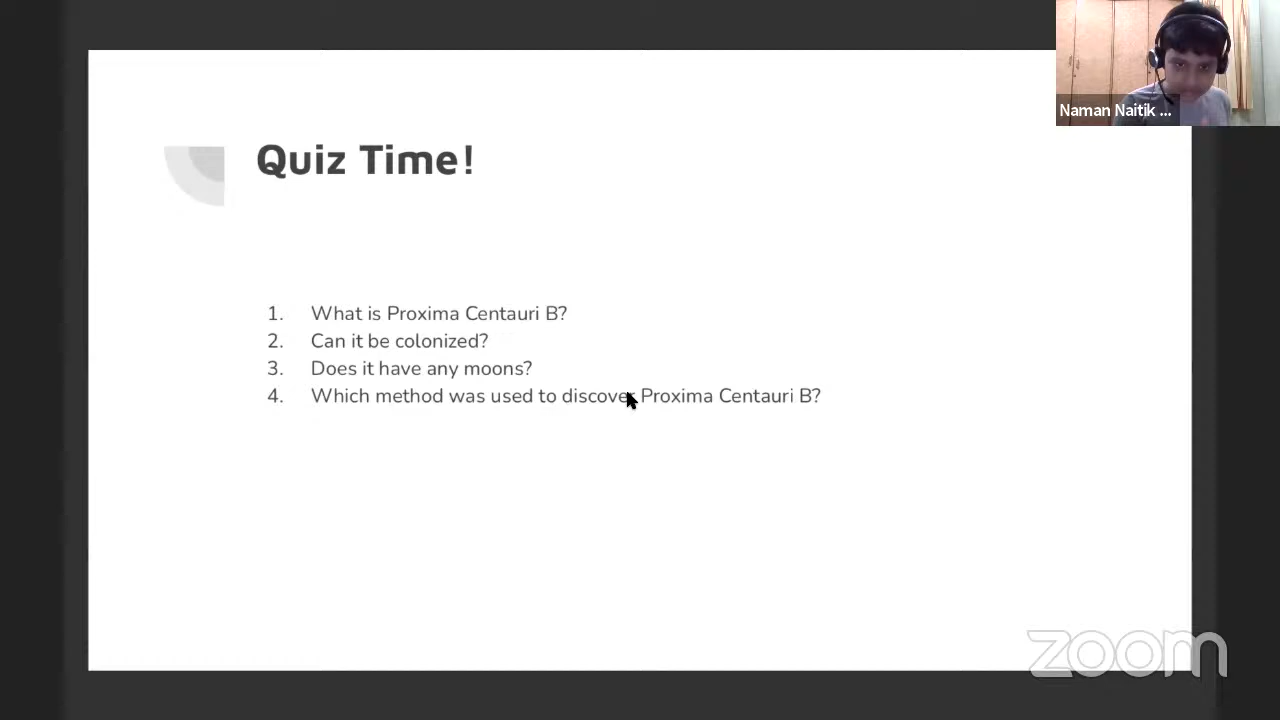 Naman Naitik ...
Quiz Time!
1. What is Proxima Centauri B?
2. Can it be colonized?
3. Does it have any moons?
4. Which method was used to discover Proxima Centauri B?
zoom